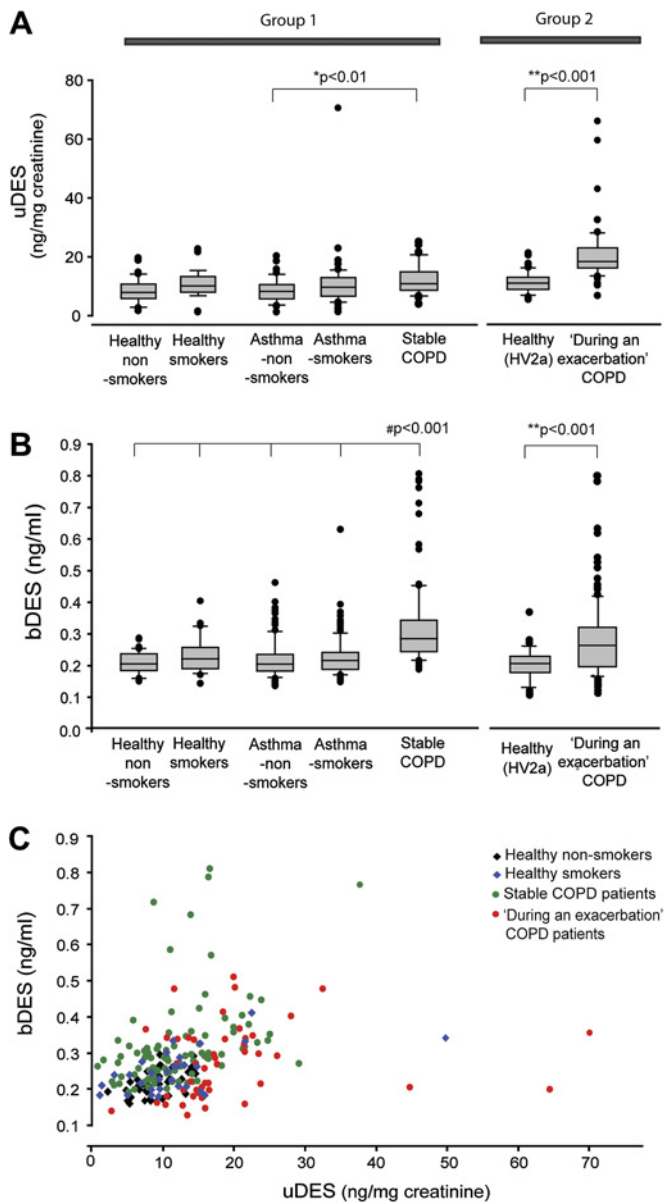 A
Group 1
Group 2
*p<0.01
**p<0.001
uDES
(ng/mg creatinine)
80
60
40
20
0
Healthy
non
-smokers
Healthy
smokers
Asthma
-non
-smokers
Asthma
-smokers
Stable
COPD
Healthy
(HV2a)
'During an
exacerbation'
COPD
B
#p<0.001
**p<0.001
bDES (ng/ml)
0.9
0.8
0.7
0.6
0.5
0.4
0.3
0.2
0.1
0.0
Healthy
non
-smokers
Healthy
smokers
Asthma
-non
-smokers
Asthma
-smokers
Stable
COPD
Healthy
(HV2a)
'During an
exacerbation'
COPD
C
bDES (ng/ml)
0.9
0.8
0.7
0.6
0.5
0.4
0.3
0.2
0.1
Healthy non-smokers
Healthy smokers
Stable COPD patients
'During an exacerbation'
COPD patients
0 10 20 30 40 50 60 70
uDES (ng/mg creatinine)